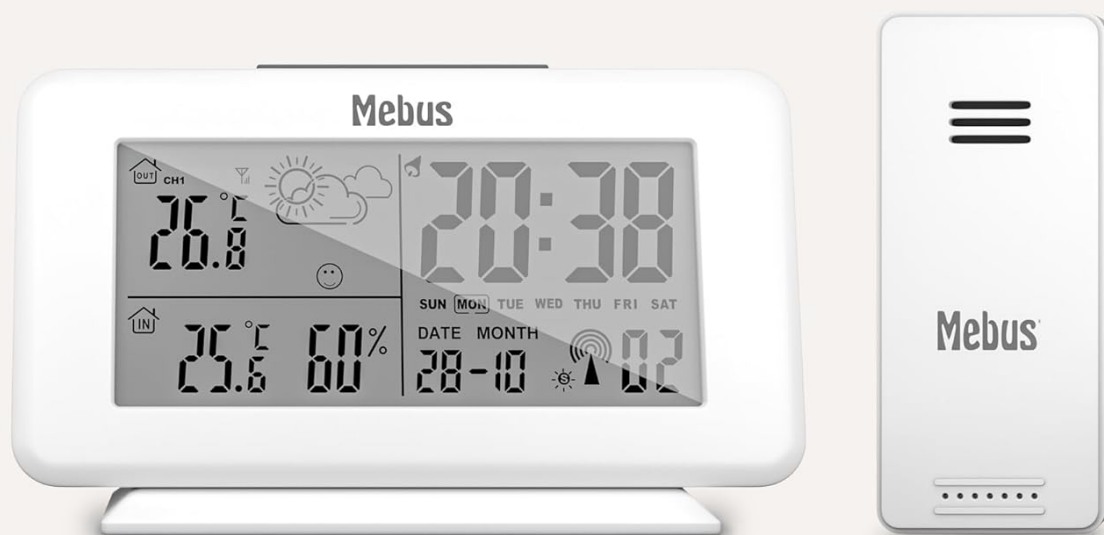 Mebus
OUT CH1
26.8 °C
IN
25.6 °C 60%
20:38
SUN MON TUE WED THU FRI SAT
DATE MONTH
28-10
S
02
Mebus